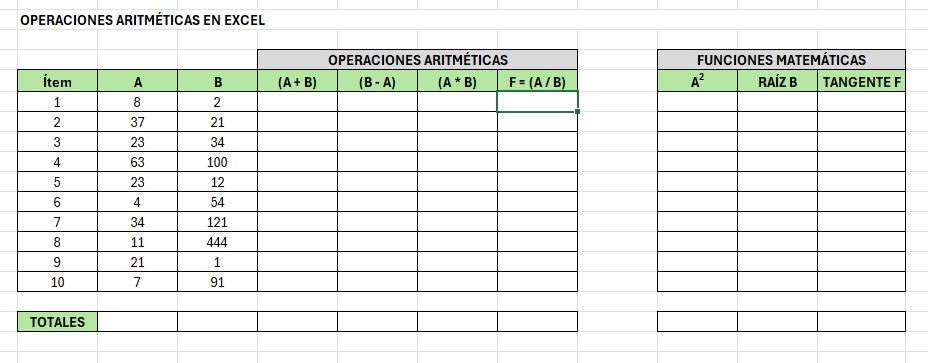 OPERACIONES ARITMÉTICAS EN EXCEL
OPERACIONES ARITMÉTICAS FUNCIONES MATEMÁTICAS
Ítem A B (A + B) (B - A) (A * B) F = (A / B) A² RAÍZ B TANGENTE F
1 8 2
2 37 21
3 23 34
4 63 100
5 23 12
6 4 54
7 34 121
8 11 444
9 21 1
10 7 91
TOTALES